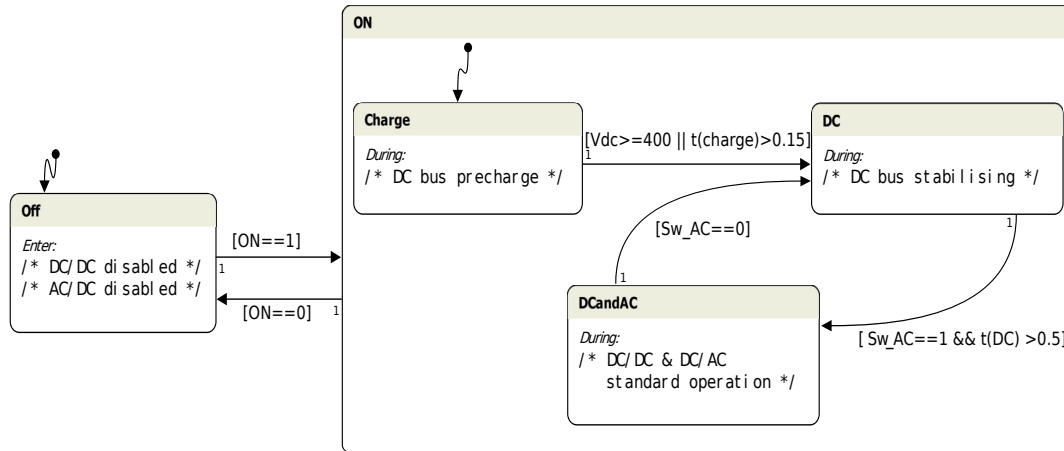 ON
Charge
During:
/* DC bus precharge */
[Vdc>=400 || t(charge)>0.15]
1
DC
During:
/* DC bus stabilising */
1
Off
Enter:
/* DC/DC disabled */
/* AC/DC disabled */
[ON==1]
1
[ON==0]
1
[Sw_AC==0]
1
DCandAC
During:
/* DC/DC & DC/AC
standard operation */
[Sw_AC==1 && t(DC) >0.5]